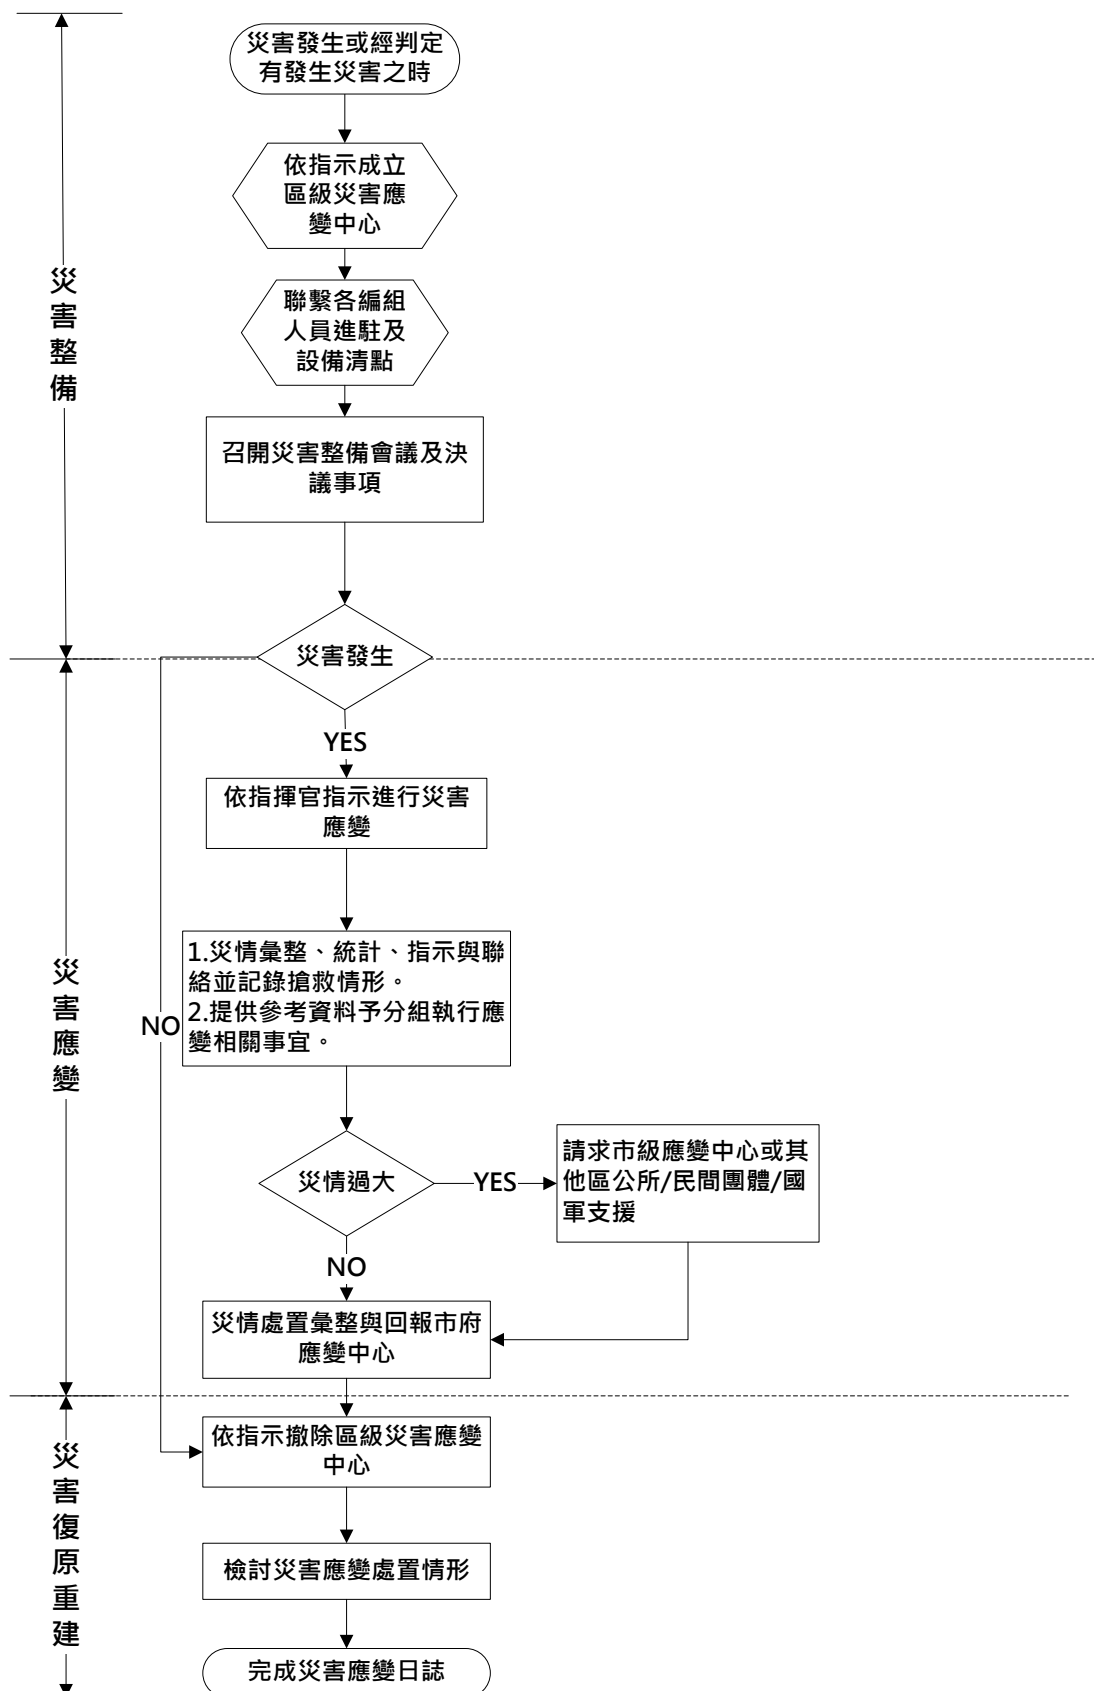 災害發生或經判定
有發生災害之時
依指示成立
區級災害應
變中心
聯繫各編組
人員進駐及
設備清點
災害整備
召開災害整備會議及決
議事項
災害發生
YES
依指揮官指示進行災害
應變
1.災情彙整、統計、指示與聯
絡並記錄搶救情形。
2.提供參考資料予分組執行應
變相關事宜。
災害應變
NO
災情過大
YES
請求市級應變中心或其
他區公所/民間團體/國
軍支援
NO
災情處置彙整與回報市府
應變中心
依指示撤除區級災害應變
中心
災害復原重建
檢討災害應變處置情形
完成災害應變日誌